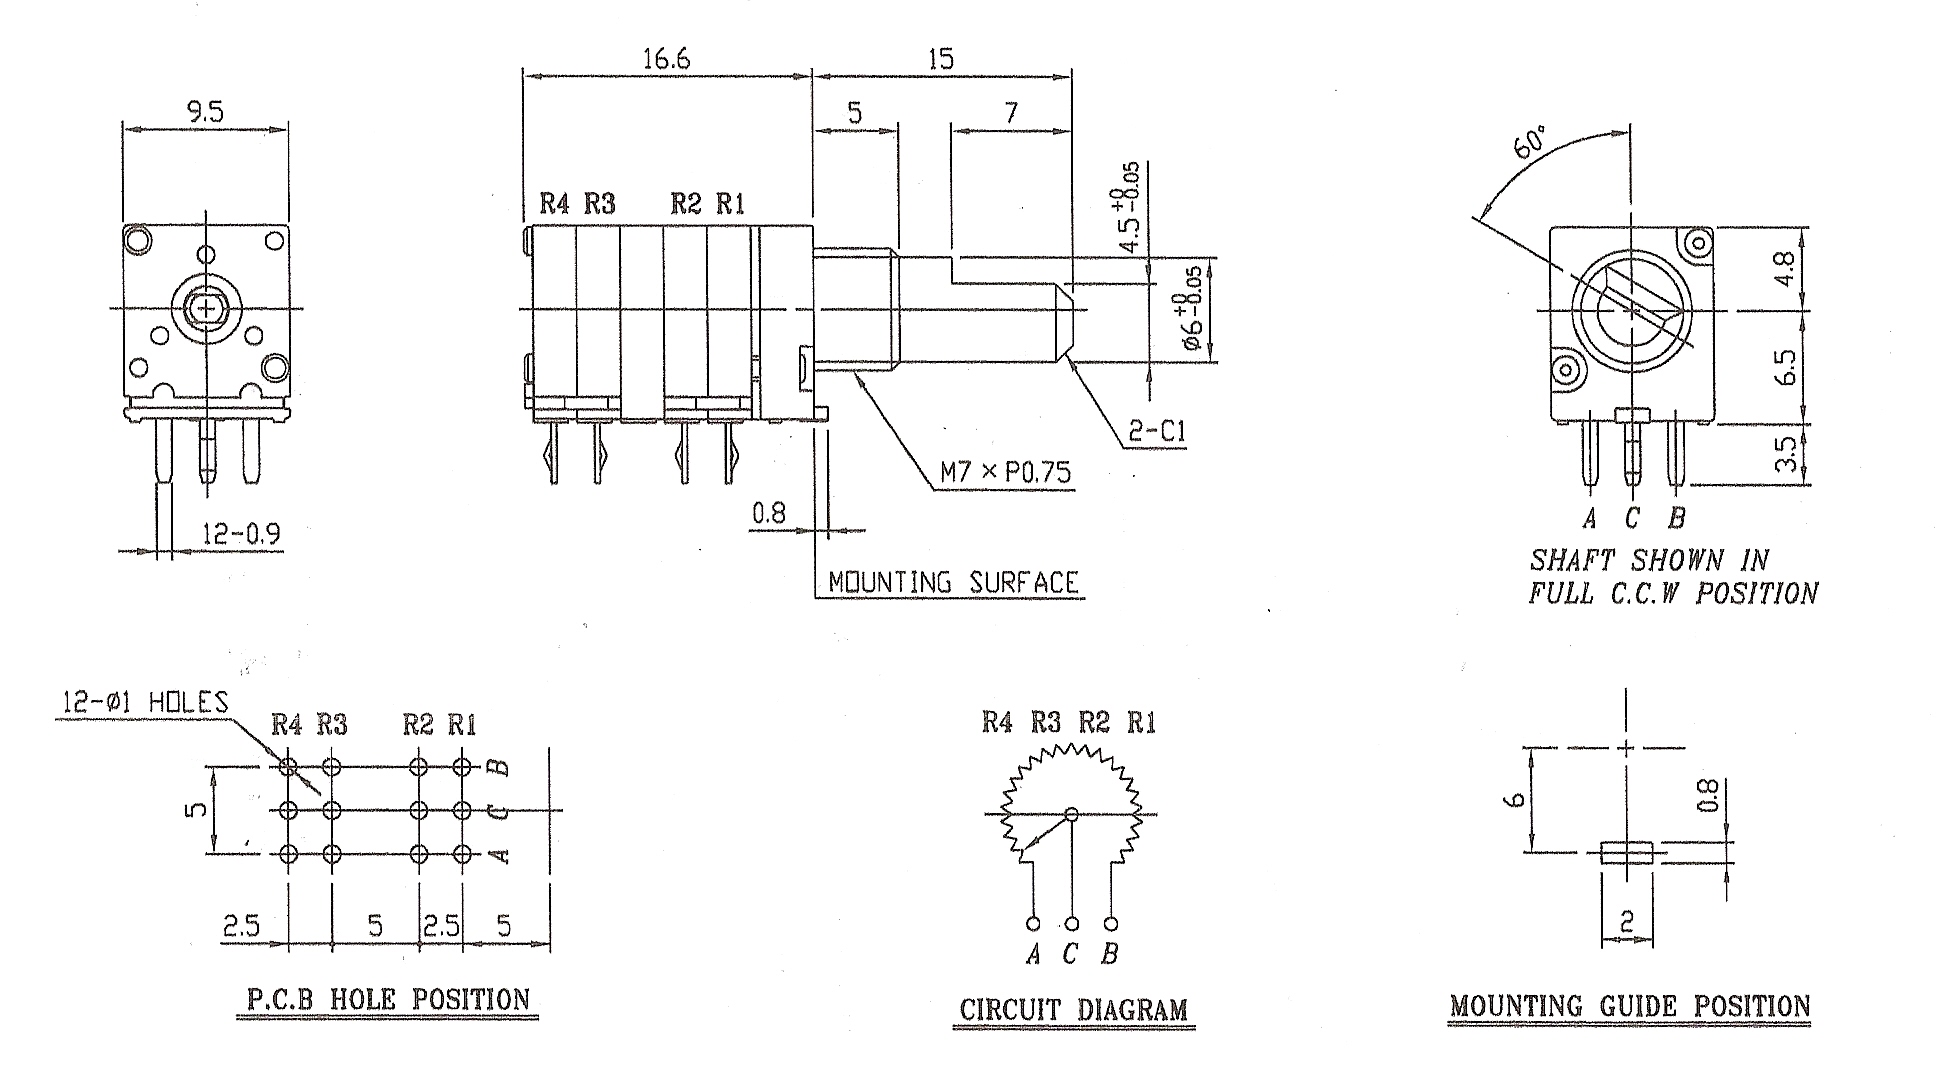 16.6
15
9.5
5
7
60°
4.5 +0 -0.05
R4 R3 R2 R1
ø6 +0 -0.05
4.8
6.5
3.5
2-C1
M7 × P0.75
0.8
12-0.9
A C B
SHAFT SHOWN IN
FULL C.C.W POSITION
MOUNTING SURFACE
12-ø1 HOLES
R4 R3 R2 R1
B
C
A
5
2.5 5 2.5 5
P.C.B HOLE POSITION
R4 R3 R2 R1
A C B
CIRCUIT DIAGRAM
6
0.8
2
MOUNTING GUIDE POSITION